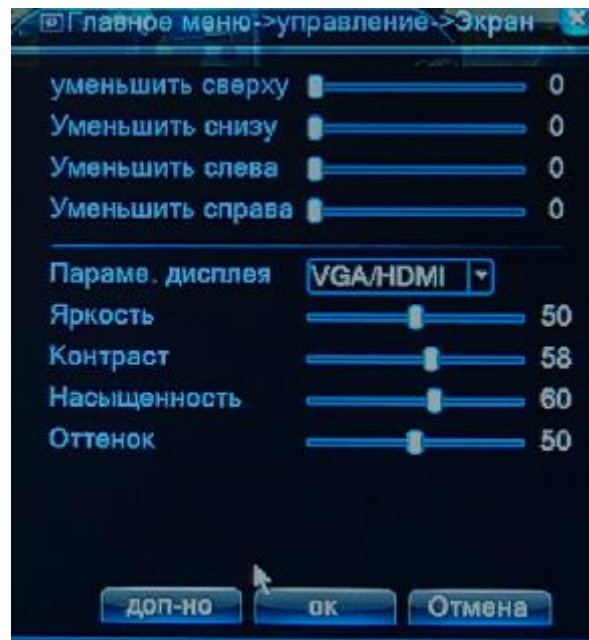 Главное меню->управление->Экран
уменьшить сверху 0
Уменьшить снизу 0
Уменьшить слева 0
Уменьшить справа 0
Параме. дисплея VGA/HDMI
Яркость 50
Контраст 58
Насыщенность 60
Оттенок 50
доп-но ок Отмена